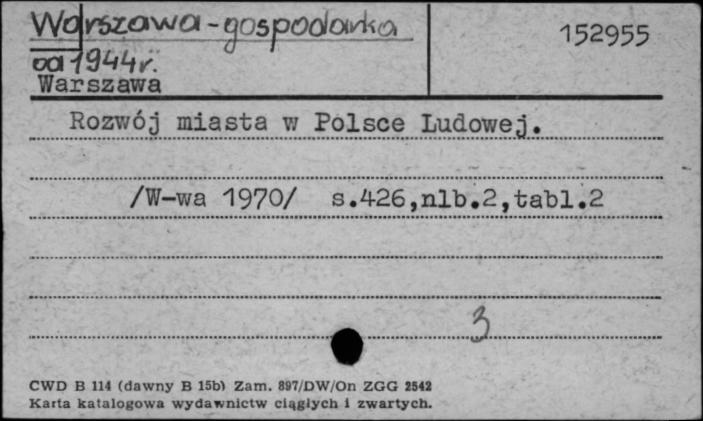 Warszawa-gospodarka
152955
od 1944r.
Warszawa
Rozwój miasta w Polsce Ludowej.
/W-wa 1970/ s.426,nlb.2,tabl.2
3
CWD B 114 (dawny B 15b) Zam. 897/DW/On ZGG 2542
Karta katalogowa wydawnictw ciągłych i zwartych.